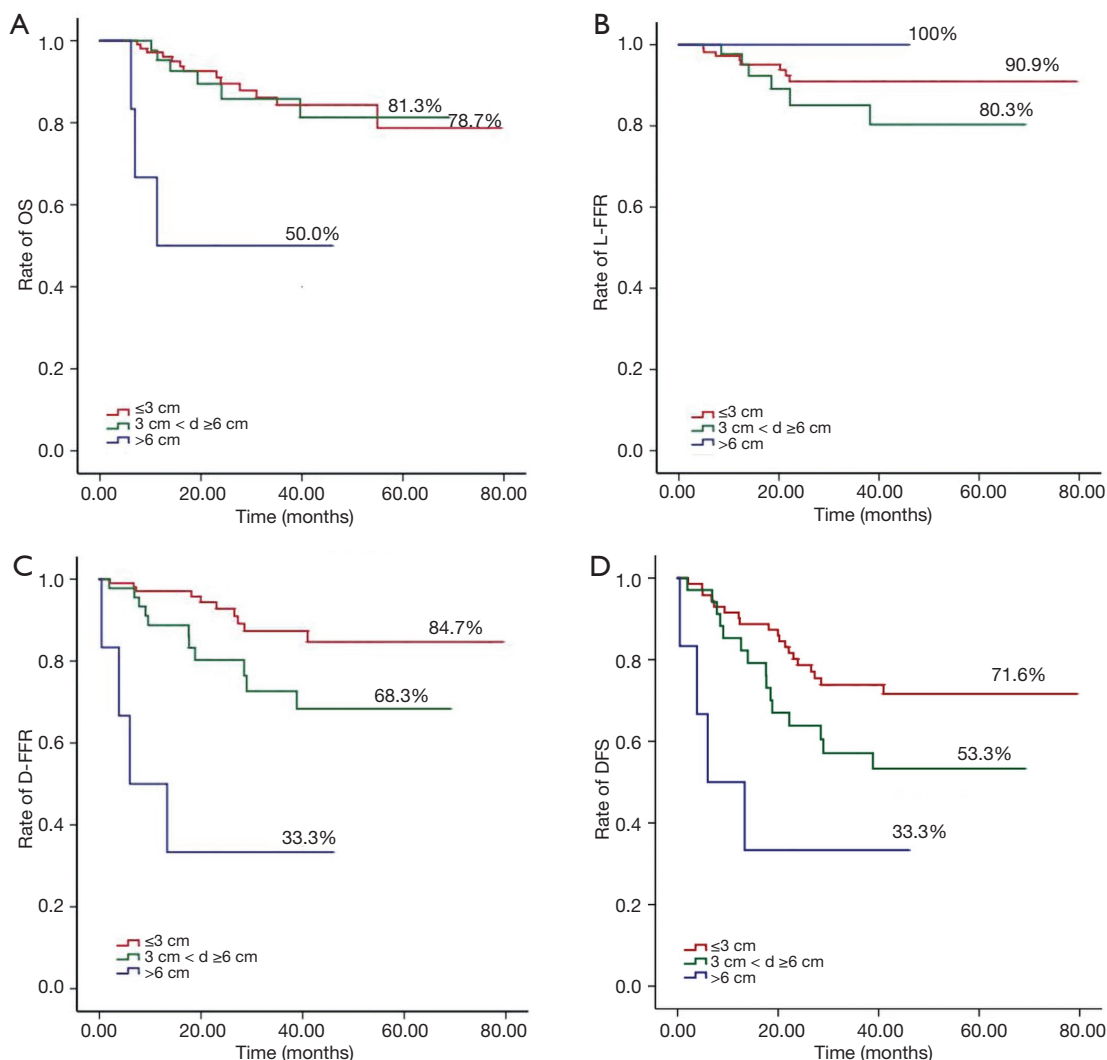 A
Rate of OS
1.0
0.8
0.6
0.4
0.2
0.0
81.3%
78.7%
50.0%
≤3 cm
3 cm < d ≥6 cm
>6 cm
0.00 20.00 40.00 60.00 80.00
Time (months)
B
Rate of L-FFR
1.0
0.8
0.6
0.4
0.2
0.0
100%
90.9%
80.3%
≤3 cm
3 cm < d ≥6 cm
>6 cm
0.00 20.00 40.00 60.00 80.00
Time (months)
C
Rate of D-FFR
1.0
0.8
0.6
0.4
0.2
0.0
84.7%
68.3%
33.3%
≤3 cm
3 cm < d ≥6 cm
>6 cm
0.00 20.00 40.00 60.00 80.00
Time (months)
D
Rate of DFS
1.0
0.8
0.6
0.4
0.2
0.0
71.6%
53.3%
33.3%
≤3 cm
3 cm < d ≥6 cm
>6 cm
0.00 20.00 40.00 60.00 80.00
Time (months)